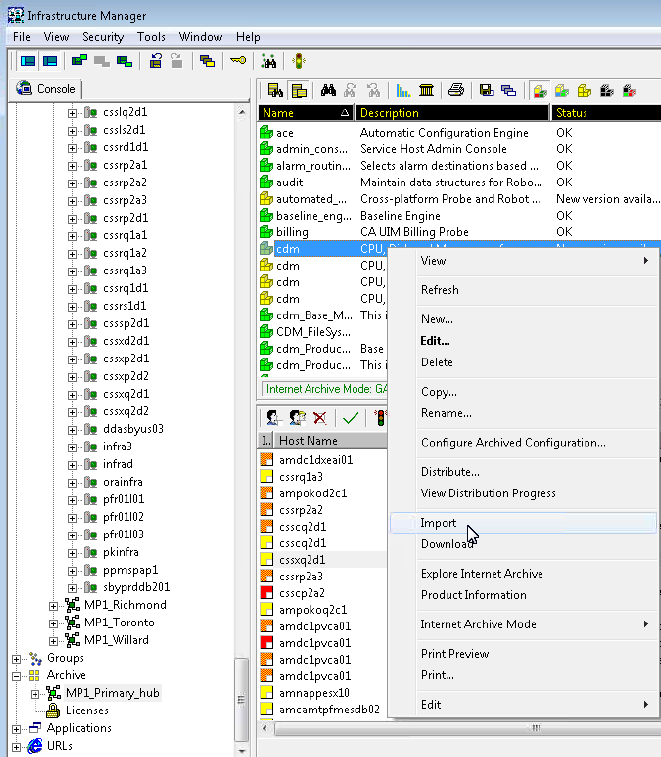 Infrastructure Manager
File View Security Tools Window Help
Console
csslq2d1
cssls2d1
cssrd1d1
cssrp2a1
cssrp2a2
cssrp2a3
cssrp2d1
cssrq1a1
cssrq1a2
cssrq1a3
cssrq1d1
cssrs1d1
csssp2d1
cssxd2d1
cssxp2d1
cssxp2d2
cssxq2d1
cssxq2d2
ddasbyus03
infra3
infrad
orainfra
pfr01l01
pfr01l02
pfr01l03
pkinfra
ppmspap1
sbyprddb201
MP1_Richmond
MP1_Toronto
MP1_Willard
Groups
Archive
MP1_Primary_hub
Licenses
Applications
URLs
Name Description Status
ace Automatic Configuration Engine OK
admin_cons... Service Host Admin Console OK
alarm_routin... Selects alarm destinations based ... OK
audit Maintain data structures for Robo... OK
automated_... Cross-platform Probe and Robot ... New version availa...
baseline_eng... Baseline Engine OK
billing CA UIM Billing Probe OK
cdm CPU,
cdm CPU,
cdm CPU,
cdm CPU,
cdm_Base_M... This i
CDM_FileSys...
cdm_Produc... Base
cdm_Produc... This i
Internet Archive Mode: GA
I.. Host Name
amdc1dxeai01
cssrq1a3
ampokod2c1
cssrp2a2
csscq2d1
csscq2d1
cssxq2d1
cssrp2a3
csscp2a2
ampokoq2c1
amdc1pvca01
amdc1pvca01
amdc1pvca01
amdc1pvca01
amnappesx10
amcamtpfmesdb02
View
Refresh
New...
Edit...
Delete
Copy...
Rename...
Configure Archived Configuration...
Distribute...
View Distribution Progress
Import
Download
Explore Internet Archive
Product Information
Internet Archive Mode
Print Preview
Print...
Edit